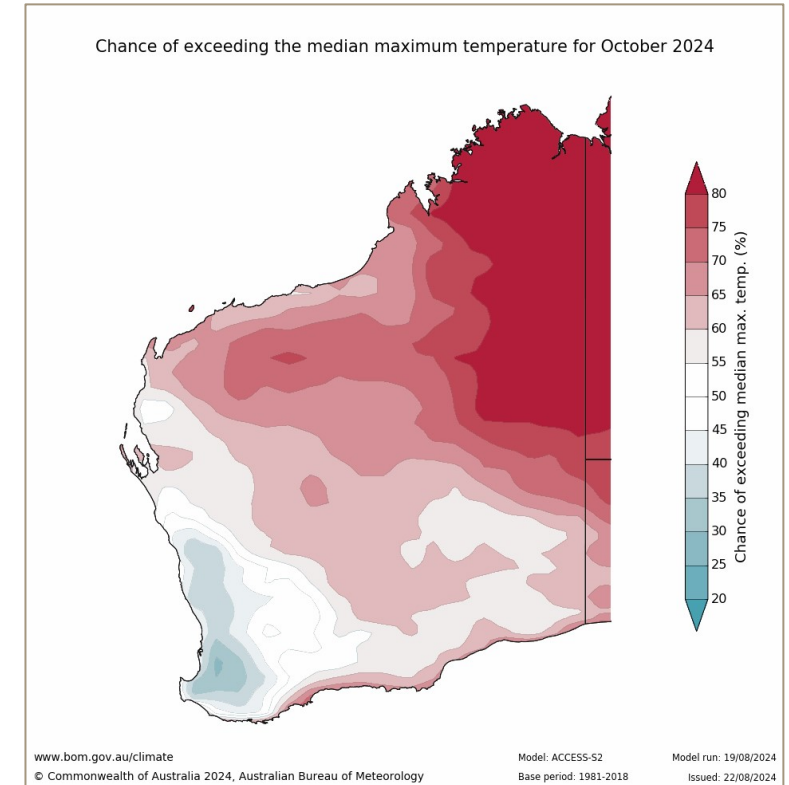 Chance of exceeding the median maximum temperature for October 2024
80
75
70
65
60
55
50
45
40
35
30
25
20
Chance of exceeding median max. temp. (%)
www.bom.gov.au/climate
Model: ACCESS-S2
Model run: 19/08/2024
© Commonwealth of Australia 2024, Australian Bureau of Meteorology
Base period: 1981-2018
Issued: 22/08/2024